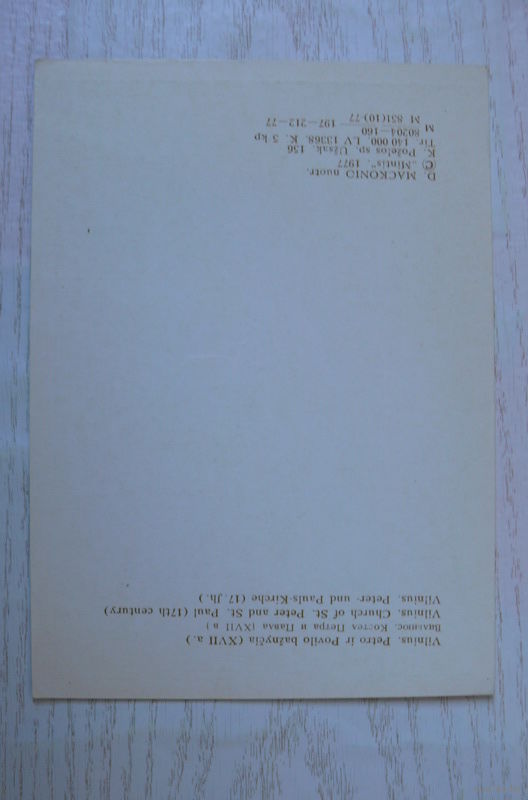 Vilnius. Petro ir Povilo bažnyčia (XVII a.)
Вильнюс. Костел Петра и Павла (XVII в.)
Vilnius. Church of St. Peter and St. Paul (17th century)
Vilnius. Peter- und Pauls-Kirche (17. Jh.)
D. MACKONIO nuotr.
© „Mintis“. 1977
K. Poželos sp. Užsak. 156
Tir. 140 000. LV 13368. K. 5 kp
M 80204—160
M 851(10)-77 197—212—77